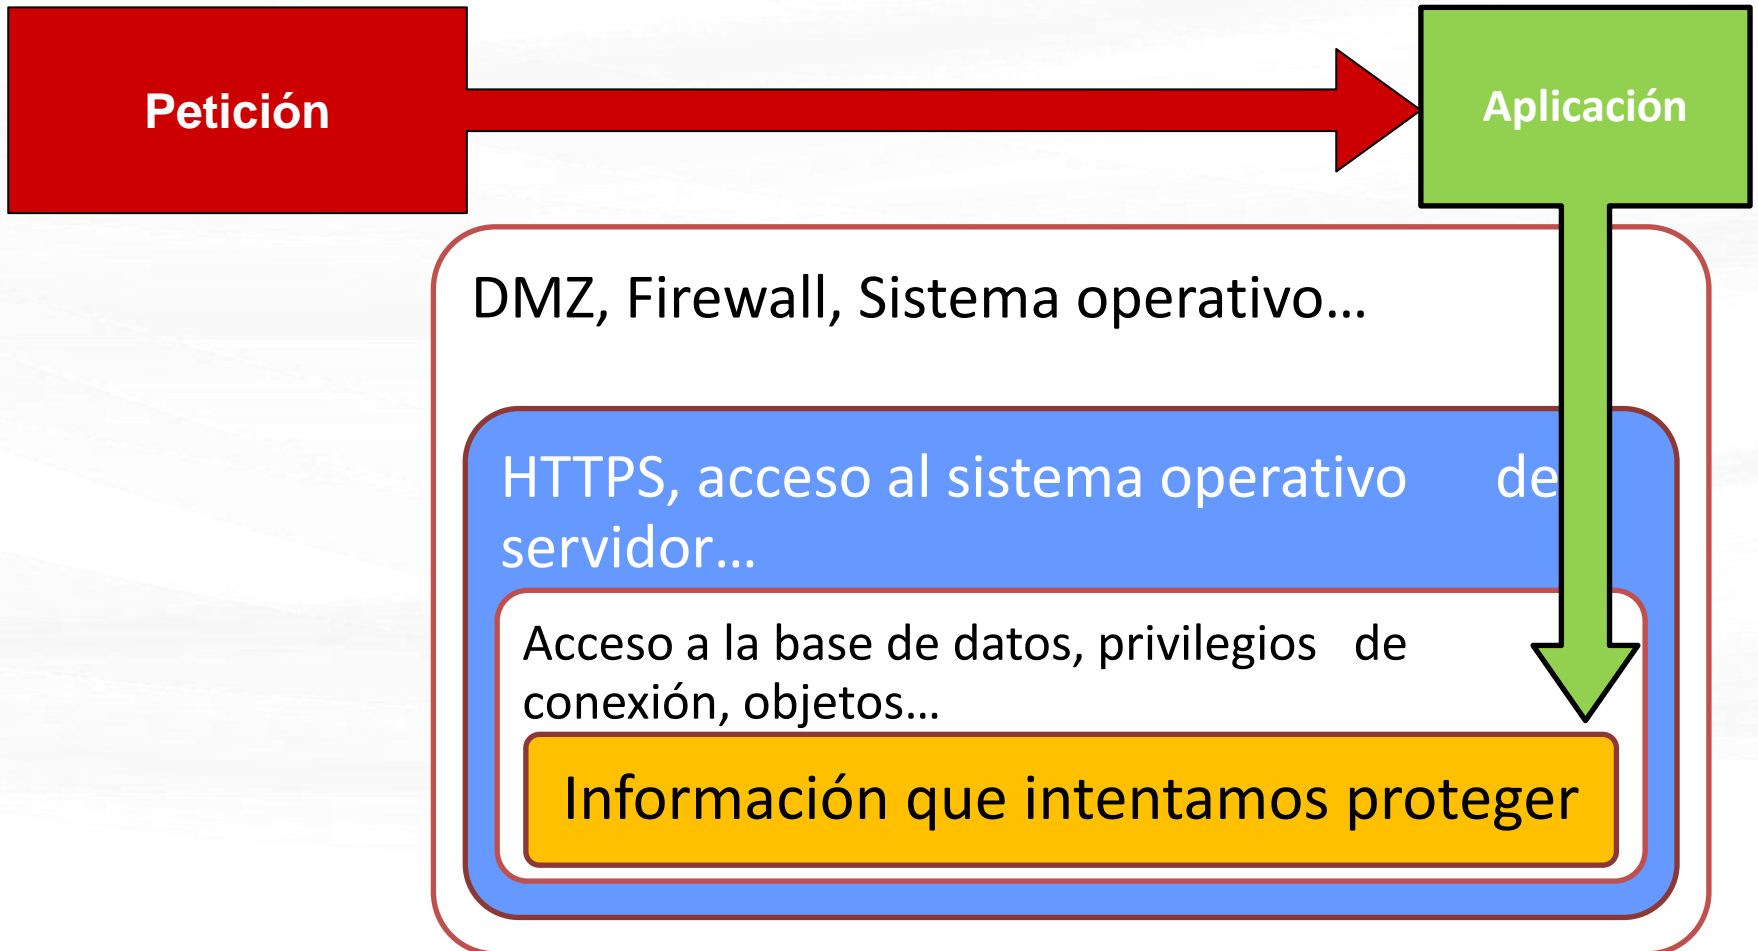 Petición
Aplicación
DMZ, Firewall, Sistema operativo…
HTTPS, acceso al sistema operativo de
servidor…
Acceso a la base de datos, privilegios de
conexión, objetos…
Información que intentamos proteger